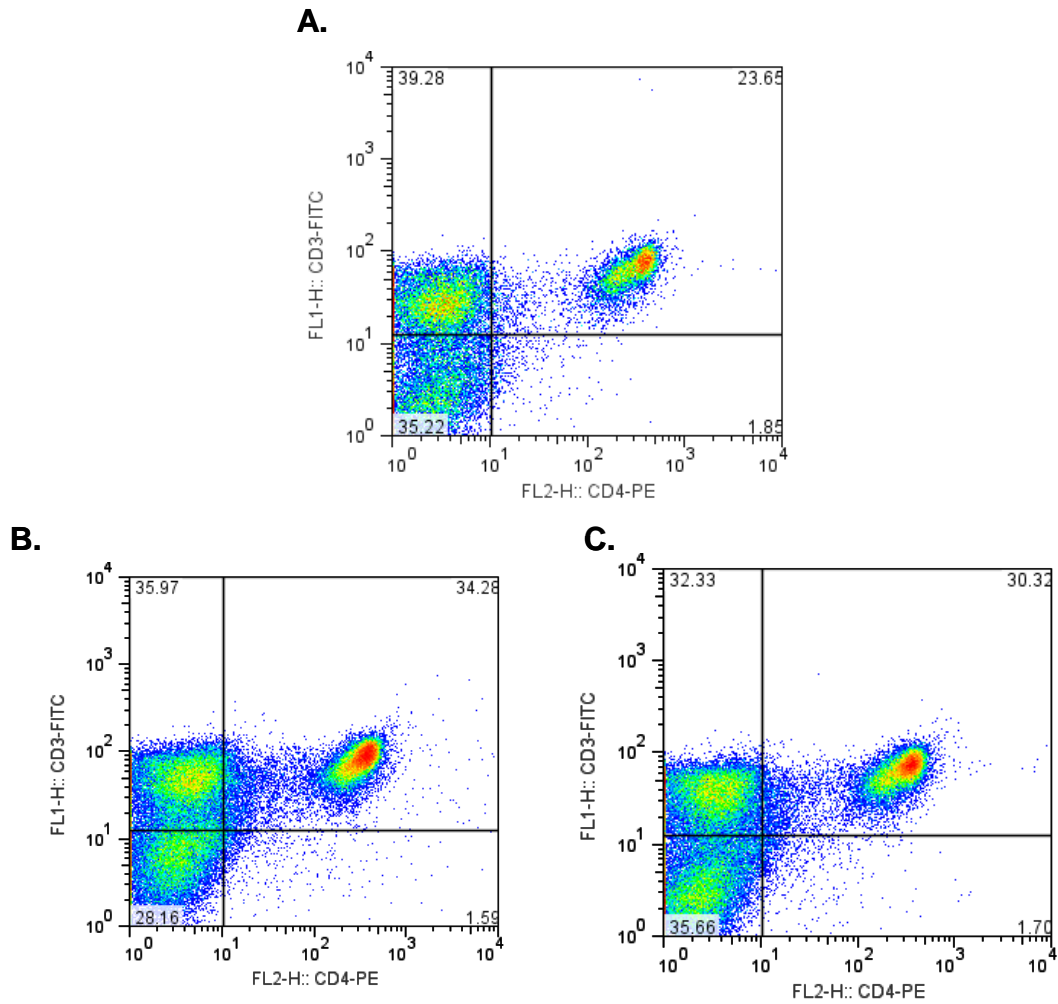 A.
10^4
39.28
23.65
10^3
FL1-H:: CD3-FITC
10^2
10^1
10^0
35.22
1.85
10^0 10^1 10^2 10^3 10^4
FL2-H:: CD4-PE
B.
10^4
35.97
34.28
10^3
FL1-H:: CD3-FITC
10^2
10^1
10^0
28.16
1.59
10^0 10^1 10^2 10^3 10^4
FL2-H:: CD4-PE
C.
10^4
32.33
30.32
10^3
FL1-H:: CD3-FITC
10^2
10^1
10^0
35.66
1.70
10^0 10^1 10^2 10^3 10^4
FL2-H:: CD4-PE